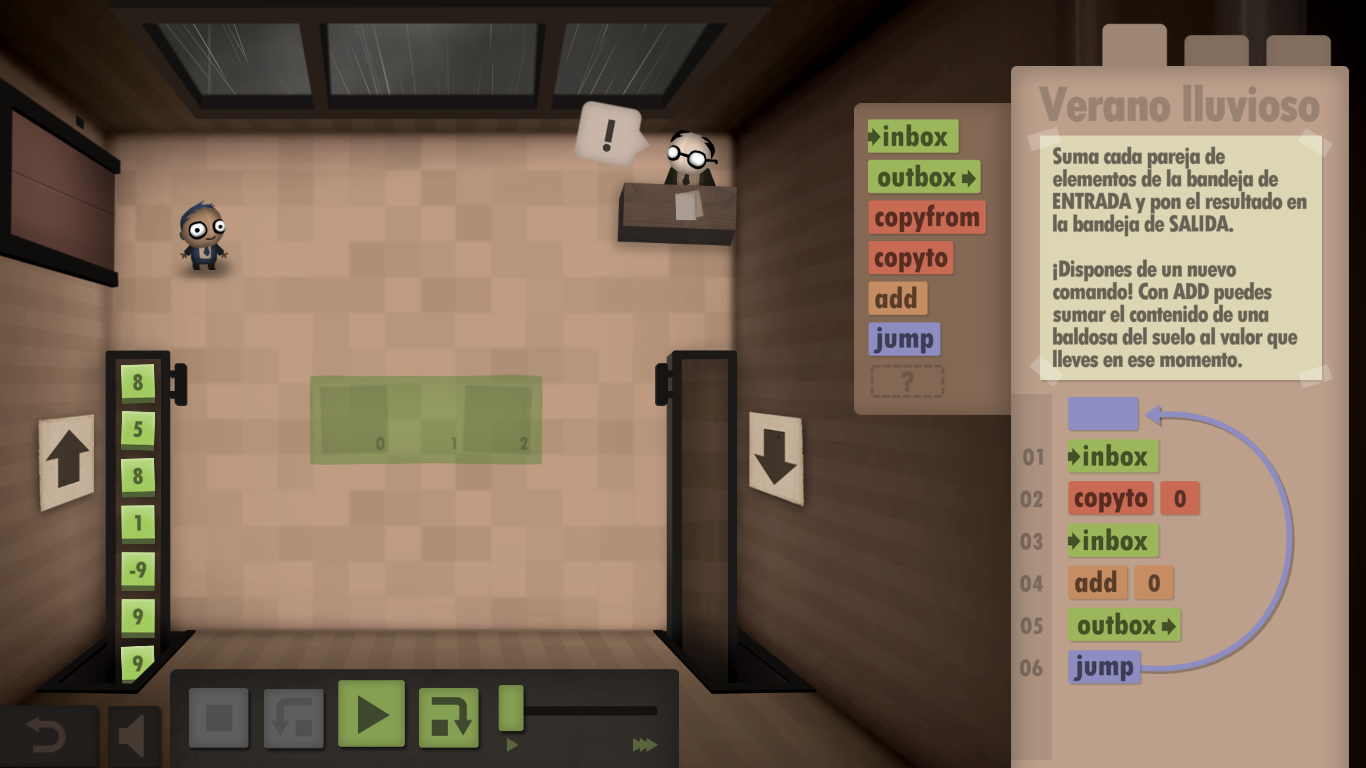 !
inbox
outbox
copyfrom
copyto
add
jump
?
Verano lluvioso
Suma cada pareja de
elementos de la bandeja de
ENTRADA y pon el resultado en
la bandeja de SALIDA.
¡Dispones de un nuevo
comando! Con ADD puedes
sumar el contenido de una
baldosa del suelo al valor que
lleves en ese momento.
8
5
8
1
-9
9
9
0 1 2
01 inbox
02 copyto 0
03 inbox
04 add 0
05 outbox
06 jump